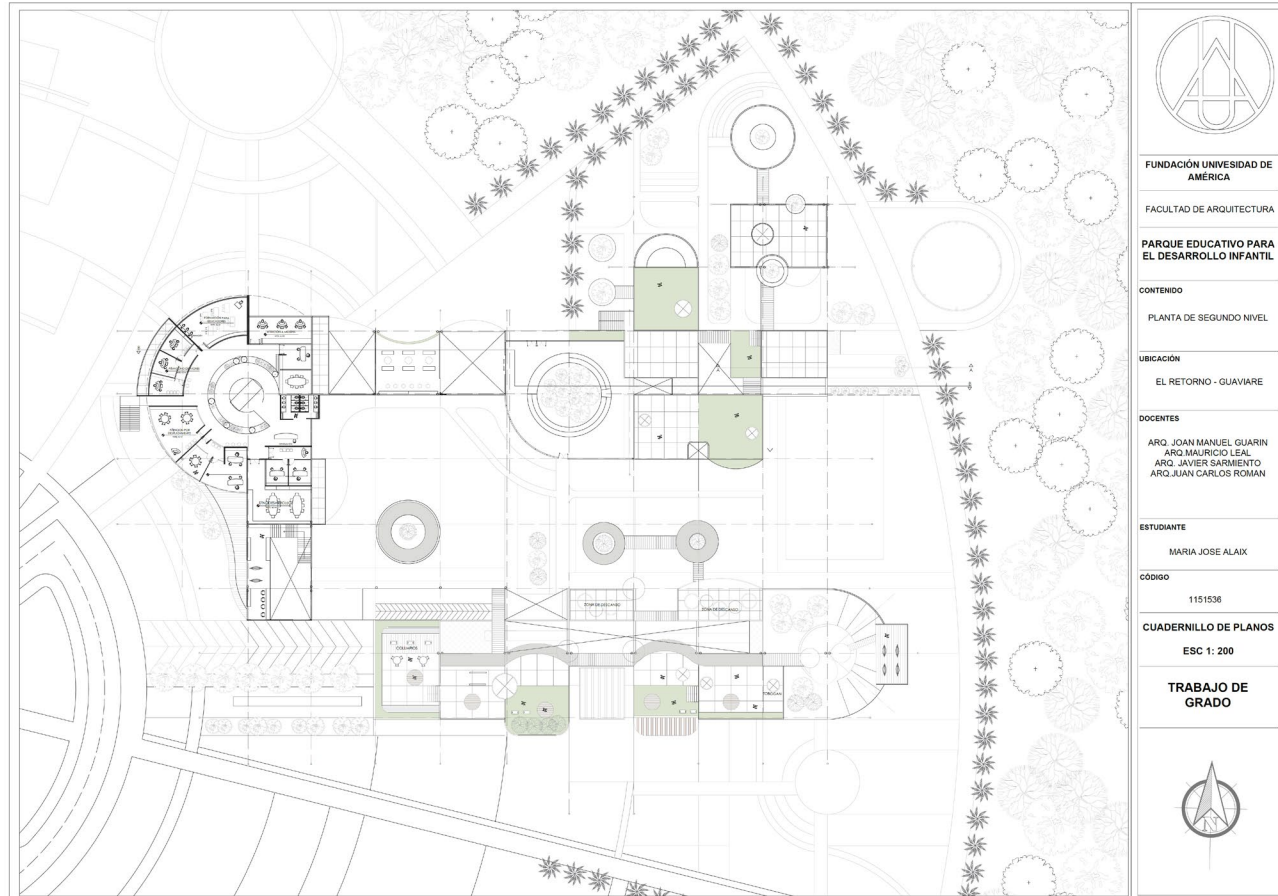 ZONA DE DESCANSO
ZONA DE DESCANSO
COLUMPIOS
TOBOGAN
FUNDACIÓN UNIVESIDAD DE
AMÉRICA
FACULTAD DE ARQUITECTURA
PARQUE EDUCATIVO PARA
EL DESARROLLO INFANTIL
CONTENIDO
PLANTA DE SEGUNDO NIVEL
UBICACIÓN
EL RETORNO - GUAVIARE
DOCENTES
ARQ. JOAN MANUEL GUARIN
ARQ.MAURICIO LEAL
ARQ. JAVIER SARMIENTO
ARQ.JUAN CARLOS ROMAN
ESTUDIANTE
MARIA JOSE ALAIX
CÓDIGO
1151536
CUADERNILLO DE PLANOS
ESC 1: 200
TRABAJO DE
GRADO
N